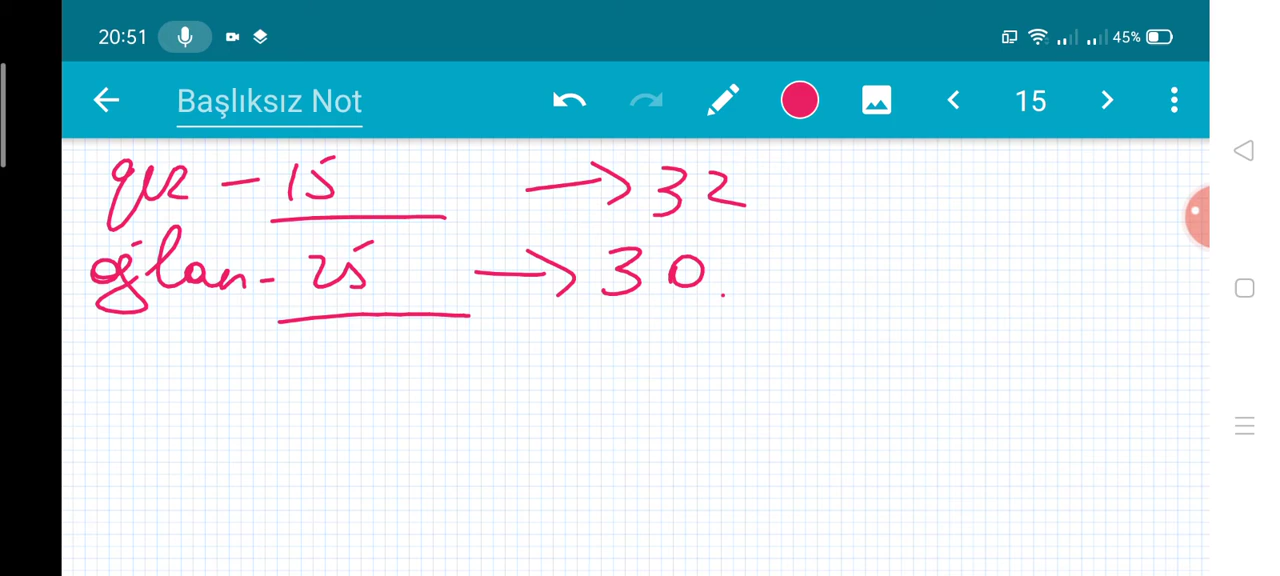 20:51 45%
Başlıksız Not 15
qız - 15 → 32
oğlan - 25 → 30.